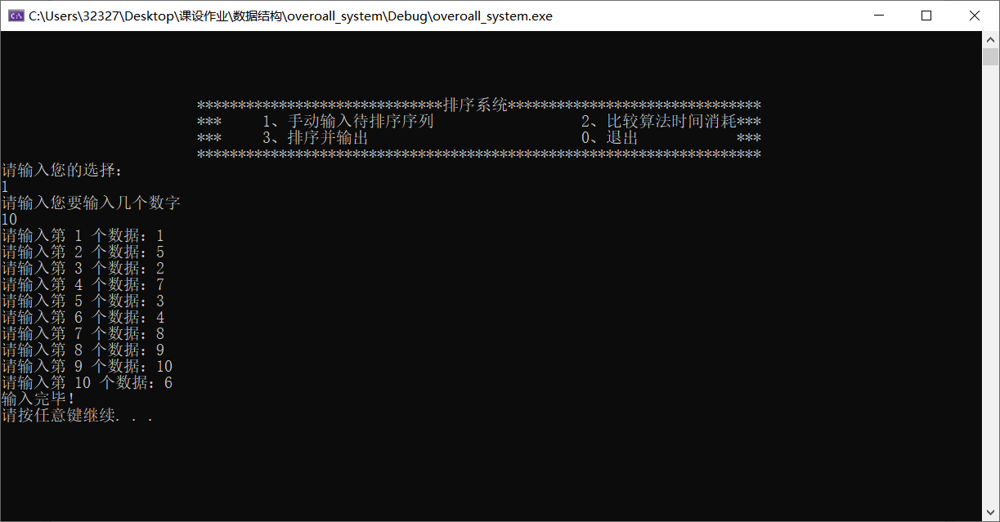 C:\Users\32327\Desktop\课设作业\数据结构\overoall_system\Debug\overoall_system.exe
******************************排序系统*******************************
***     1、手动输入待排序序列                  2、比较算法时间消耗***
***     3、排序并输出                          0、退出            ***
*********************************************************************
请输入您的选择:
1
请输入您要输入几个数字
10
请输入第 1 个数据：1
请输入第 2 个数据：5
请输入第 3 个数据：2
请输入第 4 个数据：7
请输入第 5 个数据：3
请输入第 6 个数据：4
请输入第 7 个数据：8
请输入第 8 个数据：9
请输入第 9 个数据：10
请输入第 10 个数据：6
输入完毕!
请按任意键继续. . .